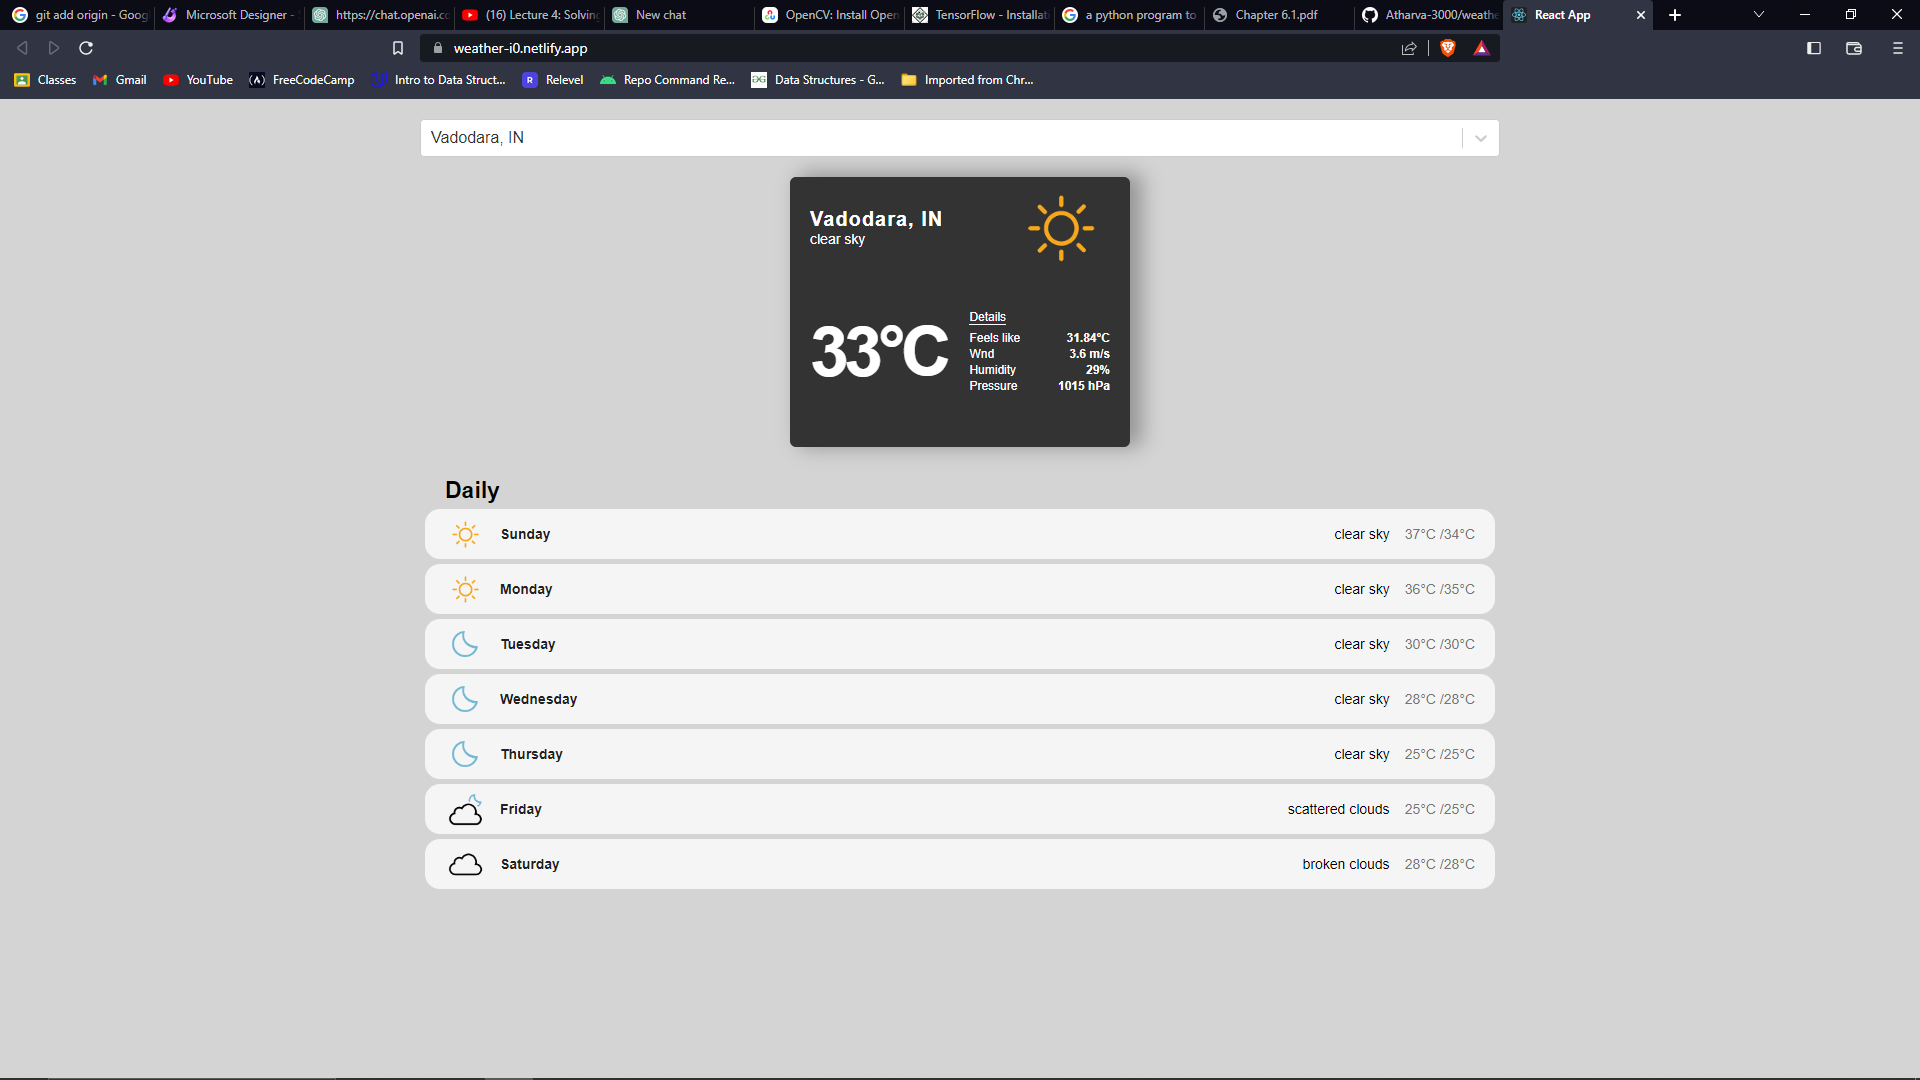 git add origin - Goog
Microsoft Designer -
https://chat.openai.cc
(16) Lecture 4: Solving
New chat
OpenCV: Install Open
TensorFlow - Installat
a python program to
Chapter 6.1.pdf
Atharva-3000/weathe
React App
weather-i0.netlify.app
Classes
Gmail
YouTube
FreeCodeCamp
Intro to Data Struct...
Relevel
Repo Command Re...
Data Structures - G...
Imported from Chr...
Vadodara, IN
Vadodara, IN
clear sky
33°C
Details
Feels like 31.84°C
Wnd 3.6 m/s
Humidity 29%
Pressure 1015 hPa
Daily
Sunday clear sky 37°C /34°C
Monday clear sky 36°C /35°C
Tuesday clear sky 30°C /30°C
Wednesday clear sky 28°C /28°C
Thursday clear sky 25°C /25°C
Friday scattered clouds 25°C /25°C
Saturday broken clouds 28°C /28°C